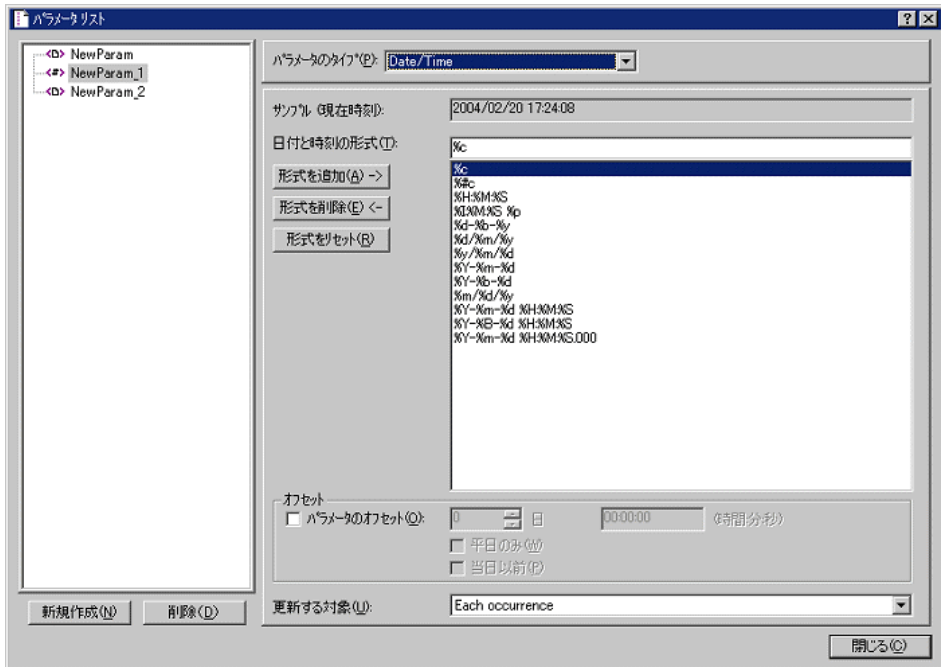 パラメータ リスト
<D> NewParam
<#> NewParam_1
<D> NewParam_2
パラメータのタイプ(P): Date/Time
サンプル (現在時刻): 2004/02/20 17:24:08
日付と時刻の形式(T): %c
形式を追加(A) ->
形式を削除(E) <-
形式をリセット(R)
%c
%#c
%H:%M:%S
%I:%M:%S %p
%d-%b-%y
%d/%m/%y
%y/%m/%d
%Y-%m-%d
%Y-%b-%d
%m/%d/%y
%Y-%m-%d %H:%M:%S
%Y-%B-%d %H:%M:%S
%Y-%m-%d %H:%M:%S.000
オフセット
パラメータのオフセット(O): 0 日 00:00:00 (時間:分:秒)
平日のみ(W)
当日以前(P)
更新する対象(U): Each occurrence
新規作成(N) 削除(D)
閉じる(C)